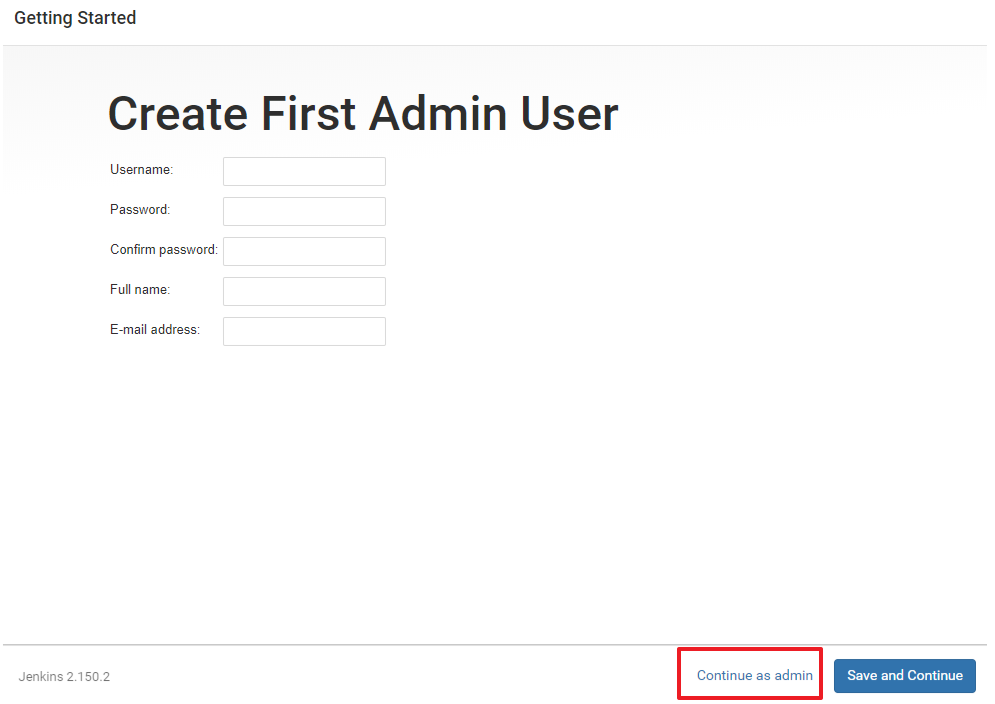 Getting Started
Create First Admin User
Username:
Password:
Confirm password:
Full name:
E-mail address:
Jenkins 2.150.2
Continue as admin
Save and Continue